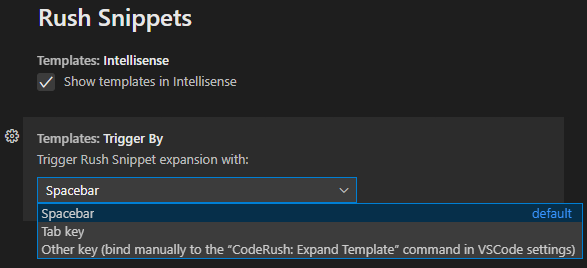 Rush Snippets
Templates: Intellisense
Show templates in Intellisense
Templates: Trigger By
Trigger Rush Snippet expansion with:
Spacebar
Spacebar default
Tab key
Other key (bind manually to the “CodeRush: Expand Template” command in VSCode settings)